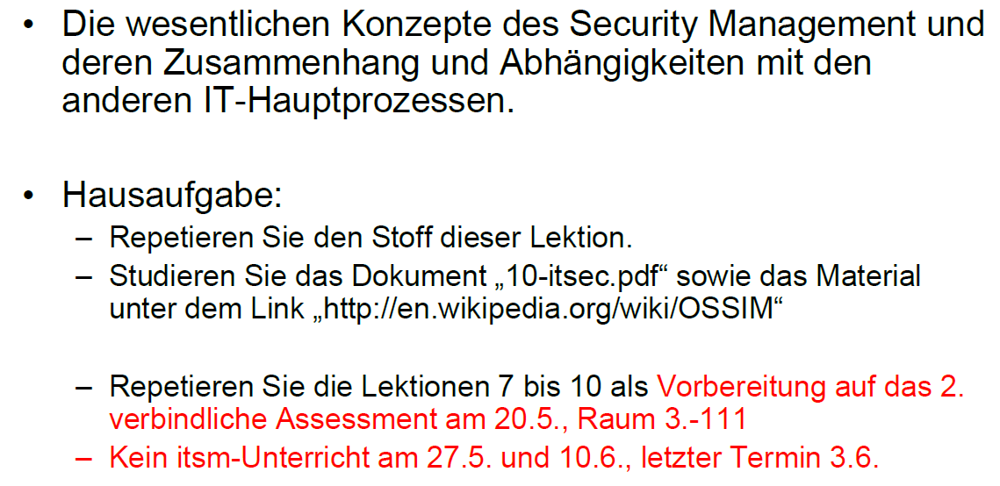 • Die wesentlichen Konzepte des Security Management und
deren Zusammenhang und Abhängigkeiten mit den
anderen IT-Hauptprozessen.
• Hausaufgabe:
– Repetieren Sie den Stoff dieser Lektion.
– Studieren Sie das Dokument „10-itsec.pdf“ sowie das Material
unter dem Link „http://en.wikipedia.org/wiki/OSSIM“
– Repetieren Sie die Lektionen 7 bis 10 als Vorbereitung auf das 2.
verbindliche Assessment am 20.5., Raum 3.-111
– Kein itsm-Unterricht am 27.5. und 10.6., letzter Termin 3.6.